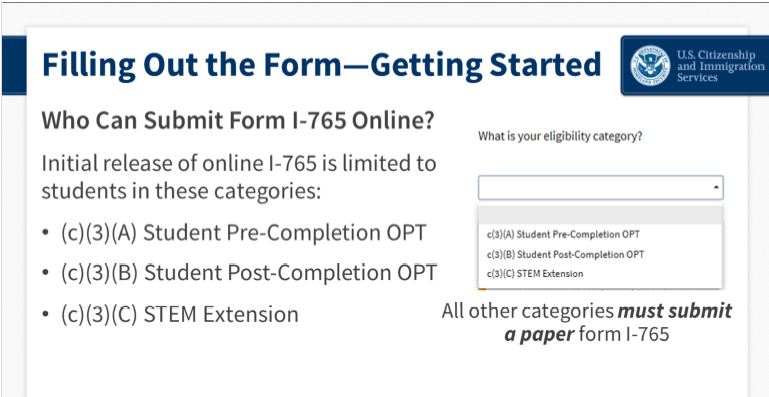 Filling Out the Form—Getting Started
U.S. Citizenship
and Immigration
Services
Who Can Submit Form I-765 Online?
Initial release of online I-765 is limited to
students in these categories:
• (c)(3)(A) Student Pre-Completion OPT
• (c)(3)(B) Student Post-Completion OPT
• (c)(3)(C) STEM Extension
What is your eligibility category?
c(3)(A) Student Pre-Completion OPT
c(3)(B) Student Post-Completion OPT
c(3)(C) STEM Extension
All other categories must submit
a paper form I-765